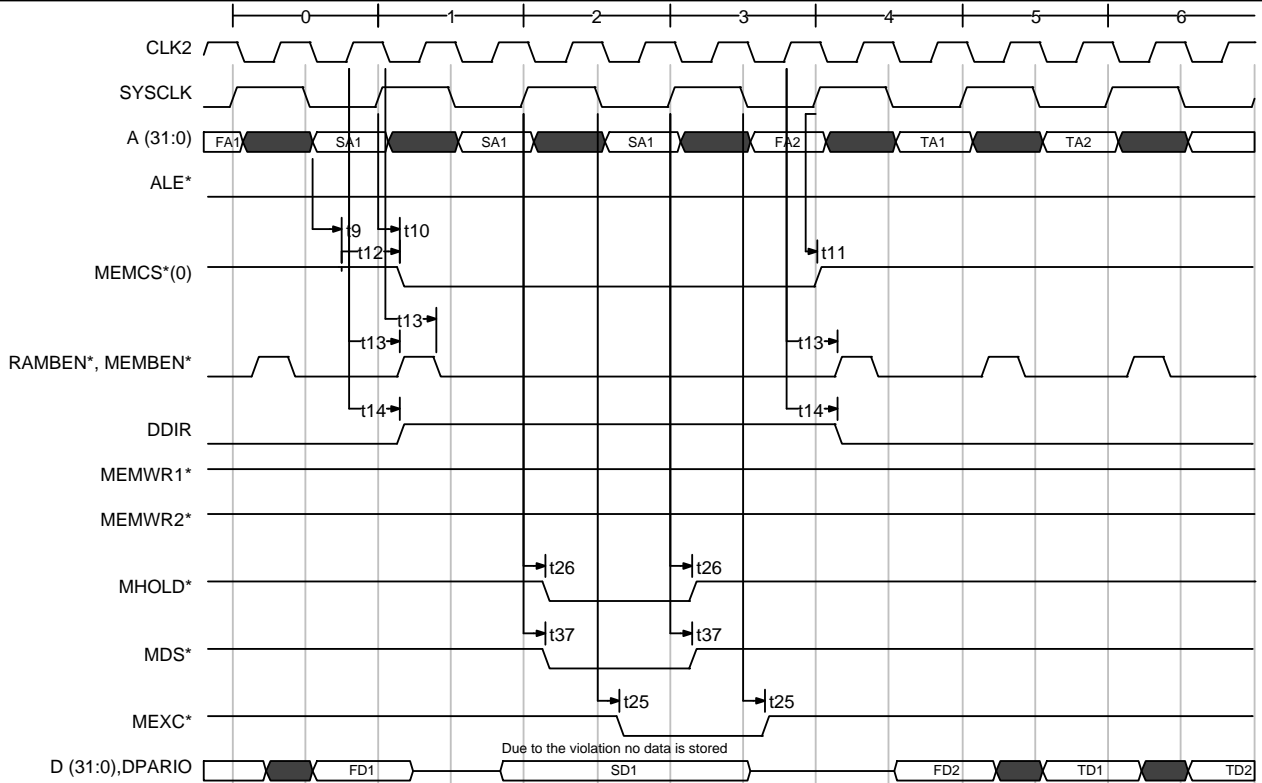 0 1 2 3 4 5 6
CLK2
SYSCLK
A (31:0) FA1 SA1 SA1 SA1 FA2 TA1 TA2
ALE*
t9 t10
t12 t11
MEMCS*(0)
t13
t13 t13
RAMBEN*, MEMBEN*
t14 t14
DDIR
MEMWR1*
MEMWR2*
t26 t26
MHOLD*
t37 t37
MDS*
t25 t25
MEXC*
Due to the violation no data is stored
D (31:0),DPARIO FD1 SD1 FD2 TD1 TD2